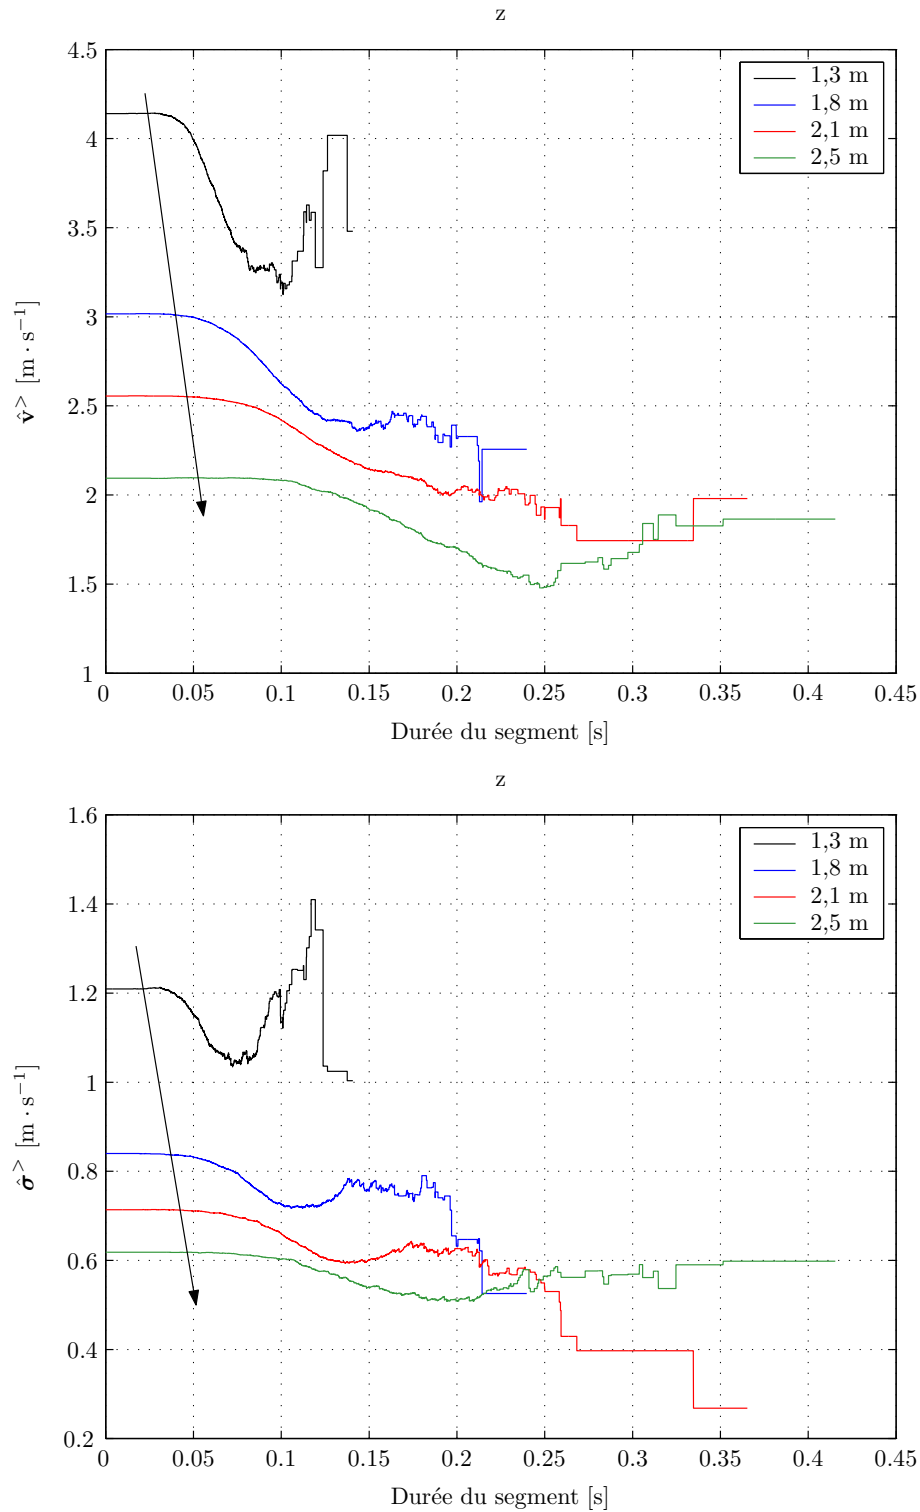 z
4.5
4
3.5
3
2.5
2
1.5
1
v̂^> [m · s⁻¹]
1,3 m
1,8 m
2,1 m
2,5 m
0 0.05 0.1 0.15 0.2 0.25 0.3 0.35 0.4 0.45
Durée du segment [s]
z
1.6
1.4
1.2
1
0.8
0.6
0.4
0.2
σ̂^> [m · s⁻¹]
1,3 m
1,8 m
2,1 m
2,5 m
0 0.05 0.1 0.15 0.2 0.25 0.3 0.35 0.4 0.45
Durée du segment [s]